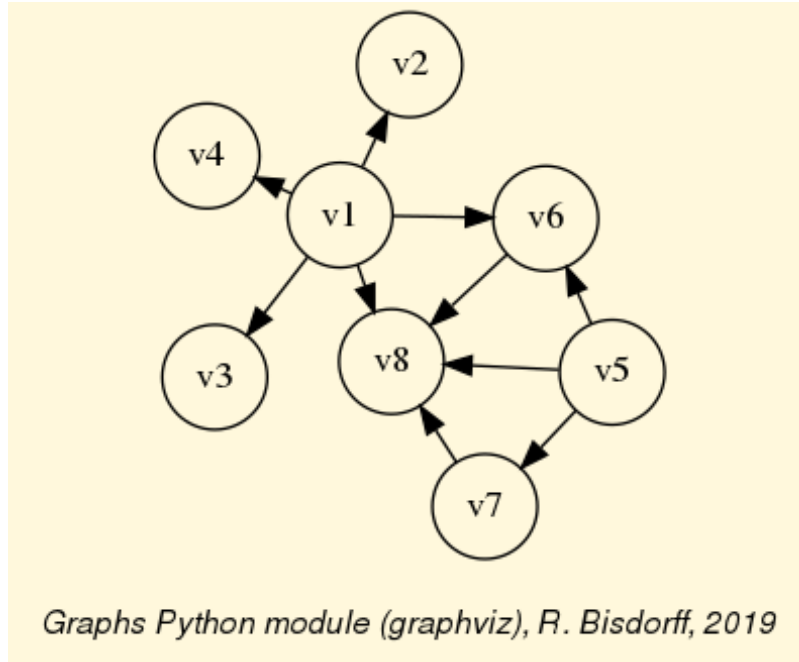 v2
v4
v1
v6
v8
v3
v5
v7
Graphs Python module (graphviz), R. Bisdorff, 2019